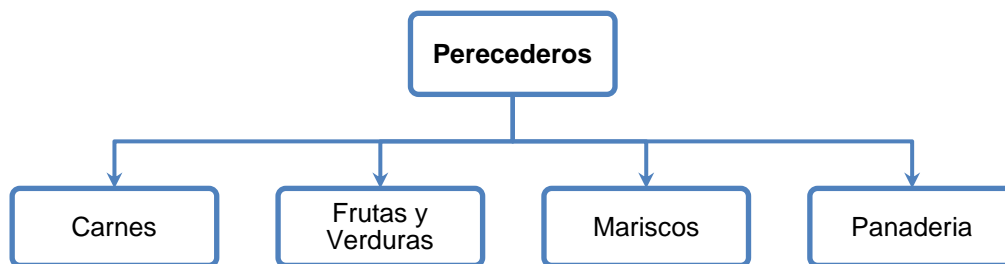 Perecederos
Carnes
Frutas y
Verduras
Mariscos
Panaderia